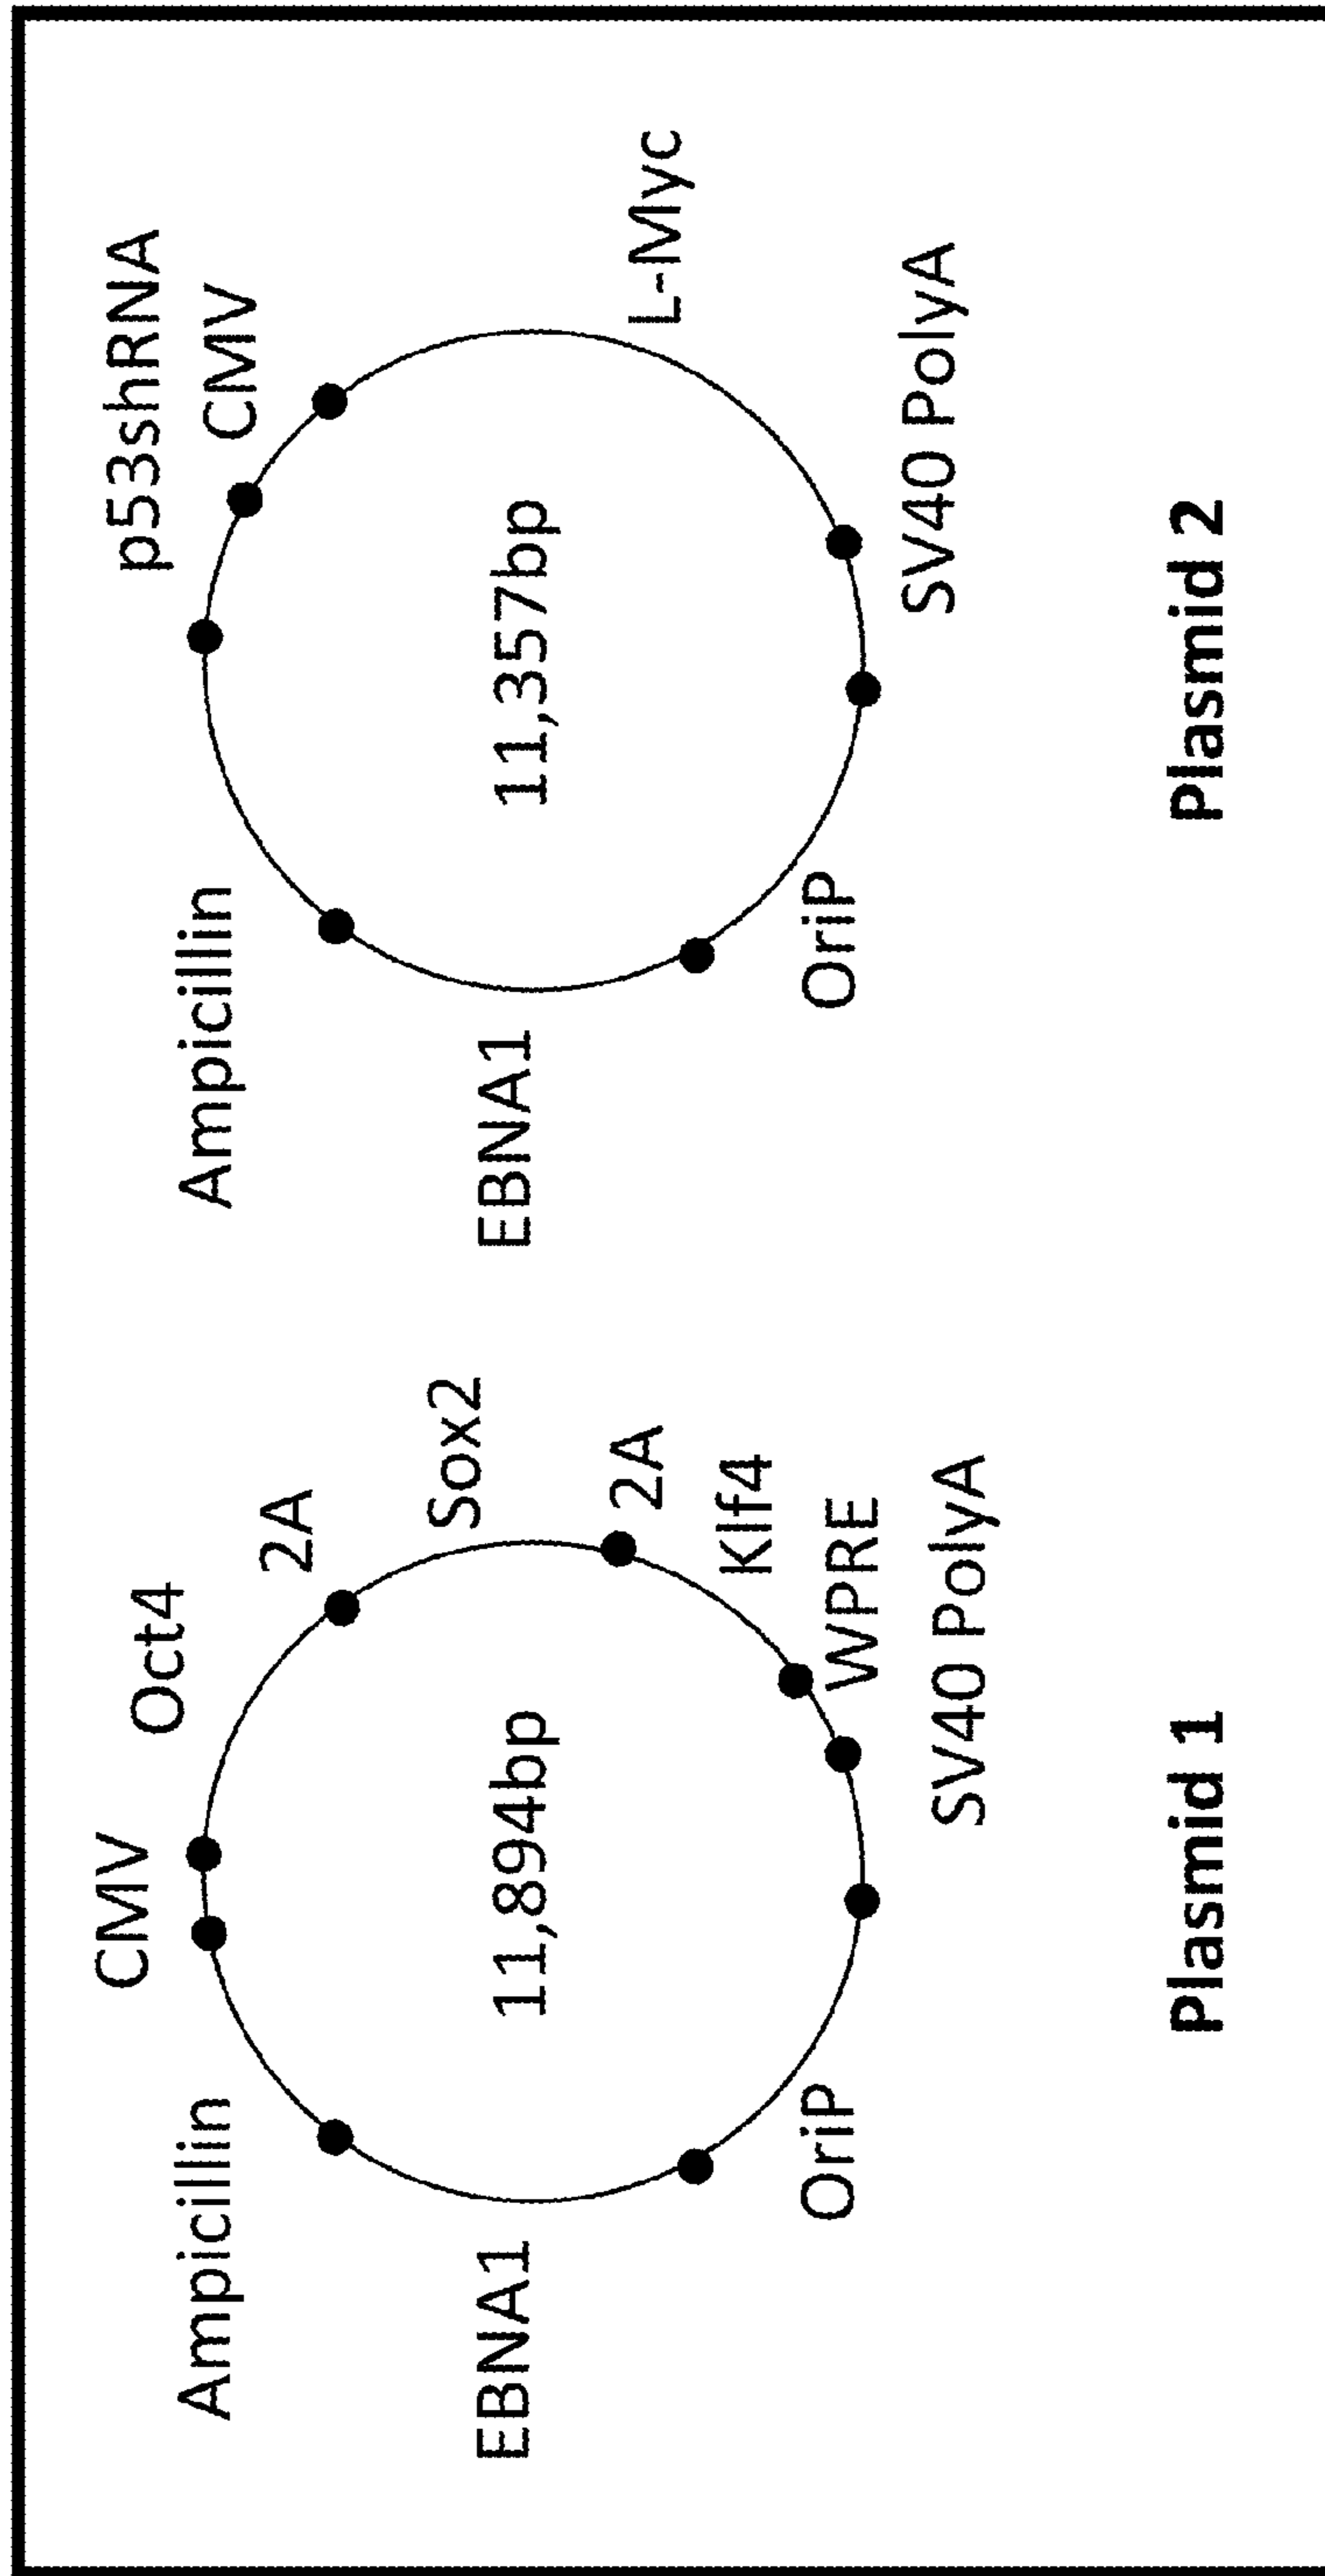 CMV
Oct4
Ampicillin
2A
Sox2
EBNA1
11,894bp
2A
Klf4
WPRE
OriP
SV40 PolyA
Plasmid 1
p53shRNA
CMV
Ampicillin
EBNA1
11,357bp
L-Myc
OriP
SV40 PolyA
Plasmid 2